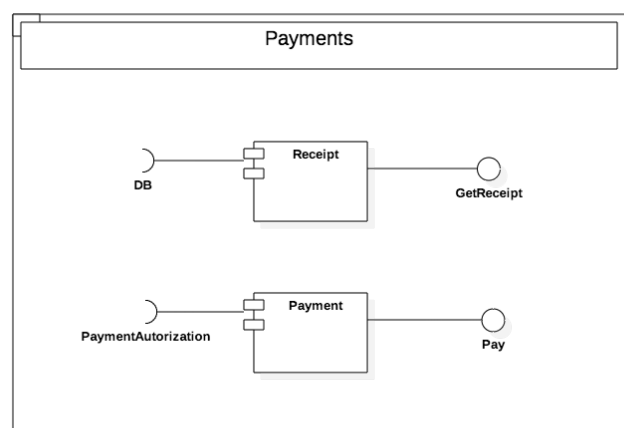 Payments
Receipt
DB
GetReceipt
Payment
PaymentAutorization
Pay